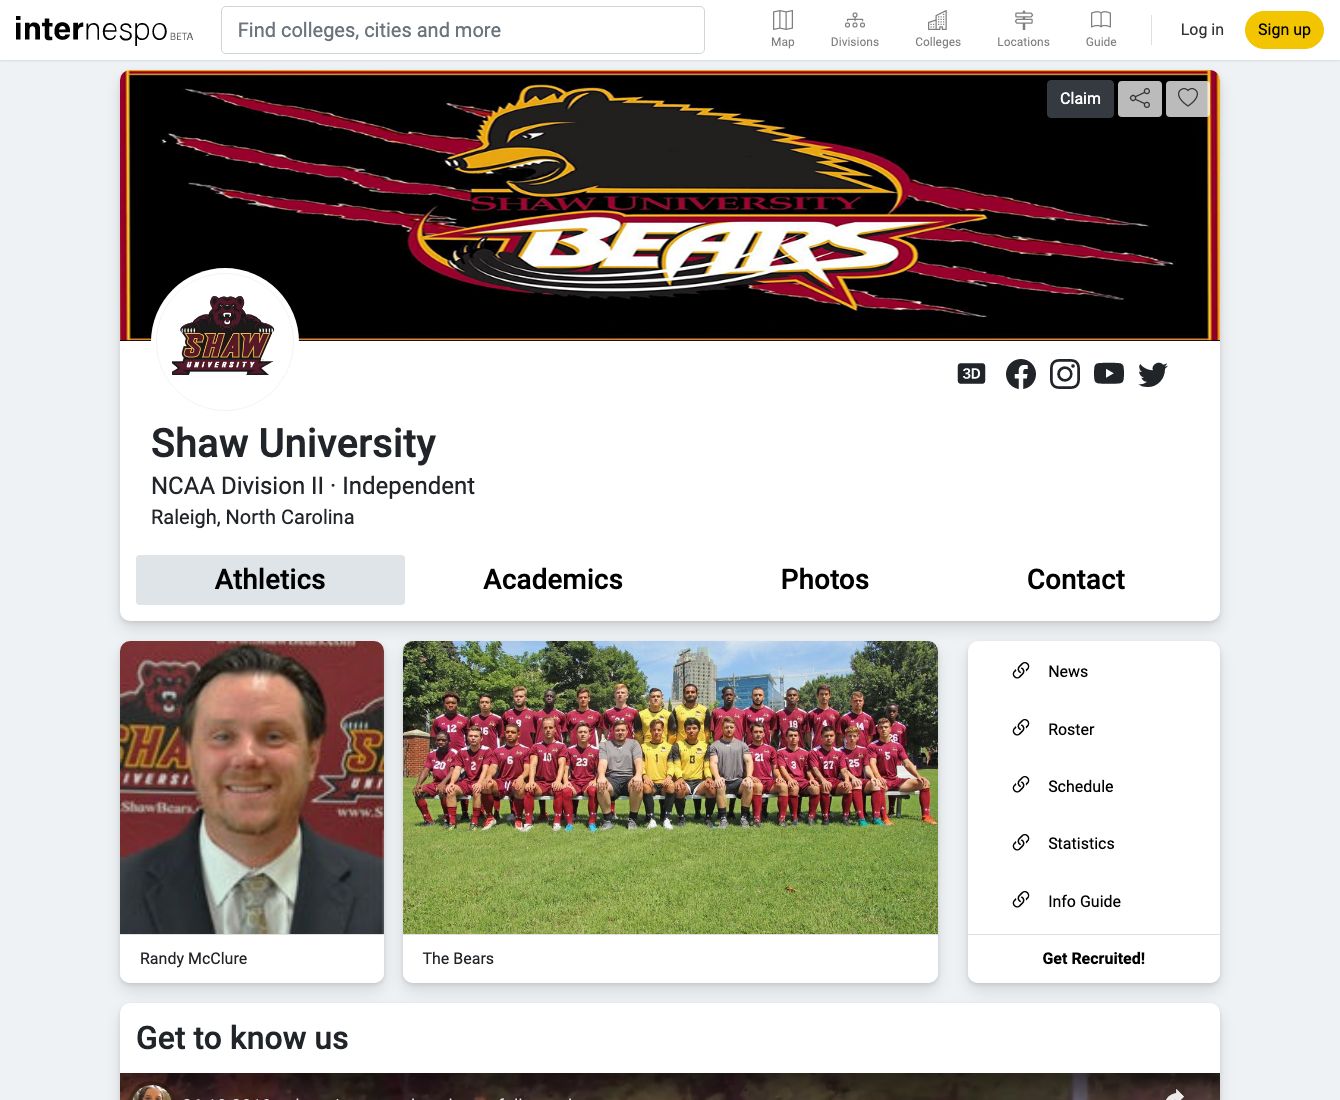 internespo BETA
Find colleges, cities and more
Map
Divisions
Colleges
Locations
Guide
Log in
Sign up
Claim
SHAW UNIVERSITY
BEARS
SHAW
UNIVERSITY
3D
Shaw University
NCAA Division II · Independent
Raleigh, North Carolina
Athletics
Academics
Photos
Contact
Randy McClure
The Bears
News
Roster
Schedule
Statistics
Info Guide
Get Recruited!
Get to know us